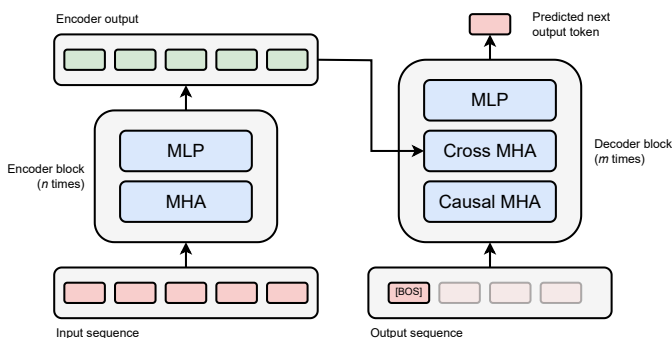 Encoder output
Predicted next
output token
MLP
MLP
Encoder block
(n times)
Cross MHA
Decoder block
(m times)
MHA
Causal MHA
[BOS]
Input sequence
Output sequence